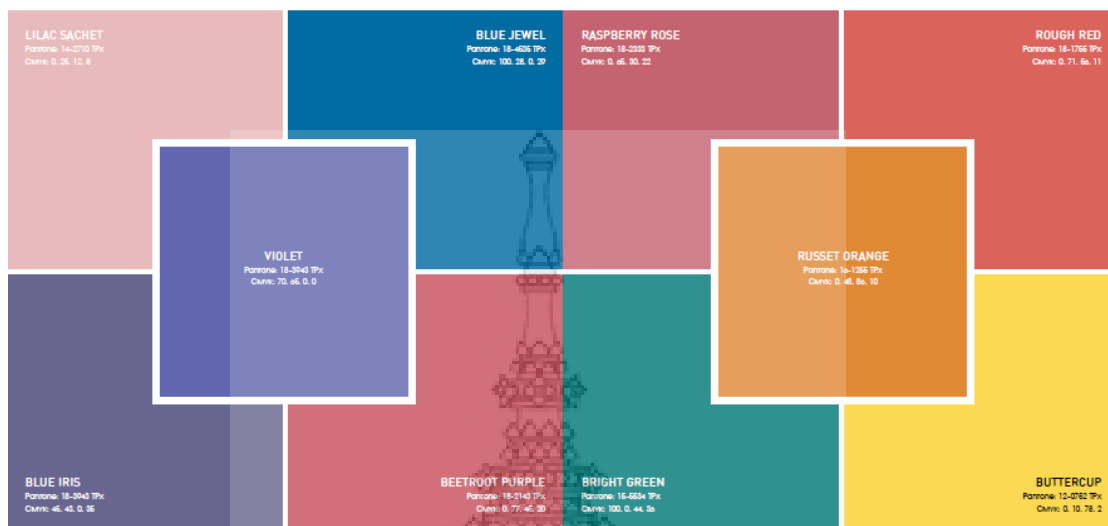 LILAC SACHET
Pantone: 14-2710 TPx
CMYK: 0. 25. 12. 8
BLUE JEWEL
Pantone: 18-4535 TPx
CMYK: 100. 28. 0. 29
RASPBERRY ROSE
Pantone: 18-2333 TPx
CMYK: 0. 65. 30. 22
ROUGH RED
Pantone: 18-1755 TPx
CMYK: 0. 71. 56. 11
VIOLET
Pantone: 18-3943 TPx
CMYK: 70. 65. 0. 0
RUSSET ORANGE
Pantone: 16-1255 TPx
CMYK: 0. 48. 86. 10
BLUE IRIS
Pantone: 18-3943 TPx
CMYK: 45. 43. 0. 35
BEETROOT PURPLE
Pantone: 18-2143 TPx
CMYK: 0. 77. 45. 20
BRIGHT GREEN
Pantone: 15-5534 TPx
CMYK: 100. 0. 44. 36
BUTTERCUP
Pantone: 12-0752 TPx
CMYK: 0. 10. 78. 2